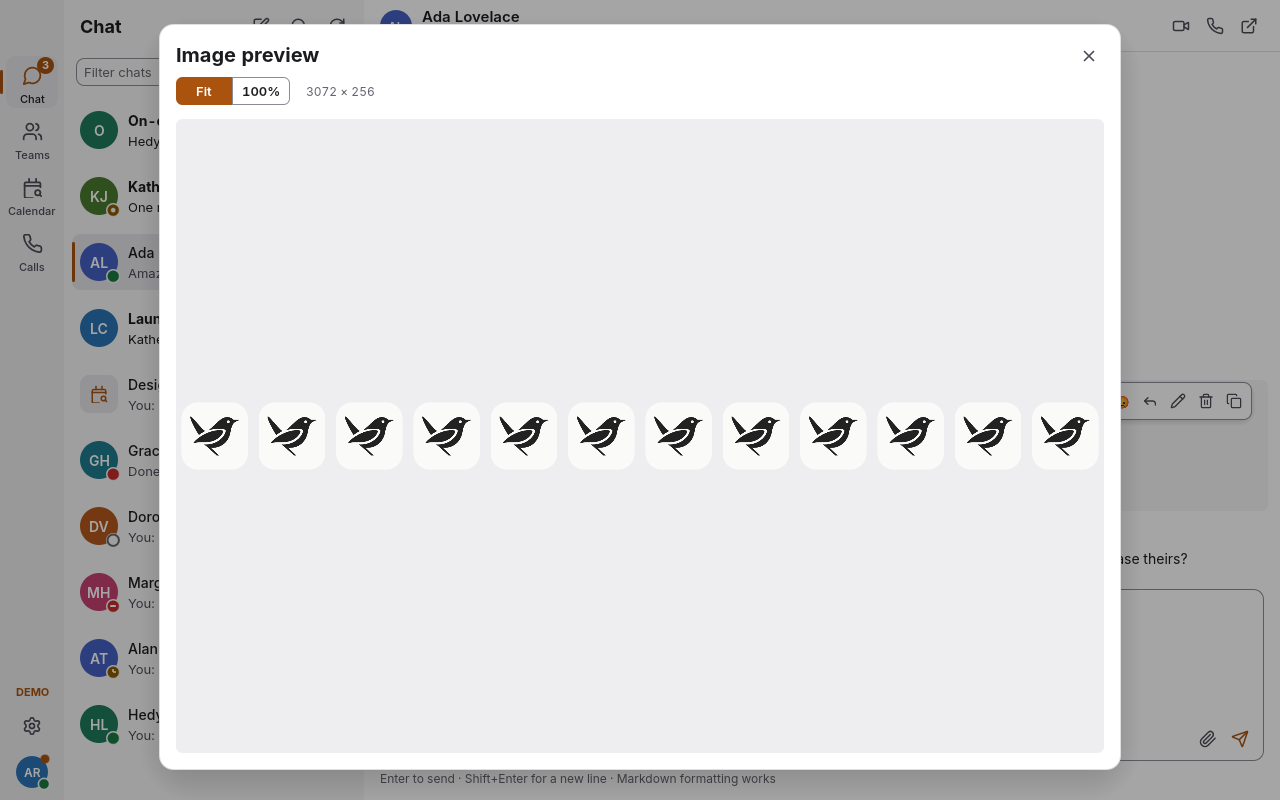 Chat
Ada Lovelace
Image preview
Fit
100%
3072 × 256
Filter chats
3
Chat
Teams
Calendar
Calls
O
On-c
Hedy
KJ
Kath
One
AL
Ada
Amaz
LC
Laun
Kathe
Desi
You:
GH
Grac
Done
DV
Doro
You:
MH
Marg
You:
AT
Alan
You:
HL
Hedy
You:
ase theirs?
DEMO
AR
Enter to send · Shift+Enter for a new line · Markdown formatting works